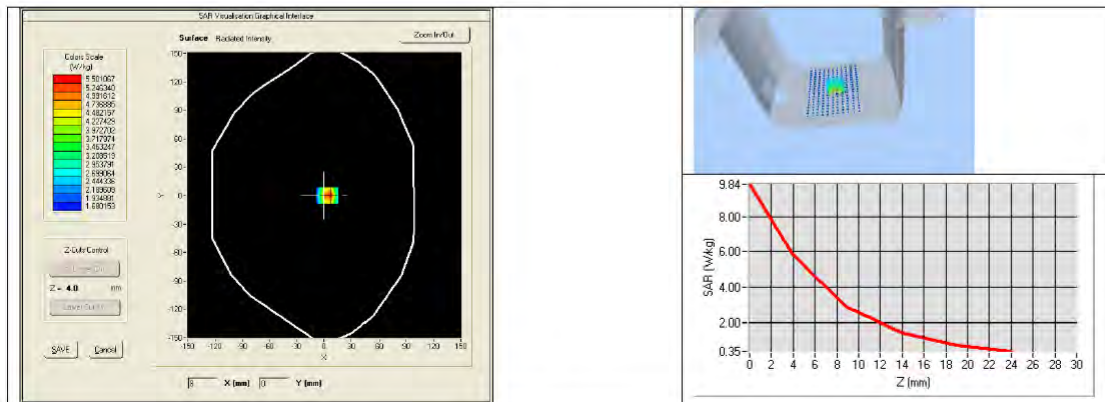 SAR Visualisation Graphical Interface
Surface Radiated Intensity
Zoom In/Out
Colors Scale
(W/kg)
5.501067
5.246340
4.991612
4.736885
4.482157
4.227429
3.972702
3.717974
3.463247
3.208519
2.953791
2.699064
2.444336
2.189609
1.934881
1.680153
Z-Cuts Control
Z = 4.0 mm
SAVE
Cancel
150
120
90
60
30
0
-30
-60
-90
-120
-150
Y
-150 -120 -90 -60 -30 0 30 60 90 120 150
X
8 X (mm) 0 Y (mm)
9.84
8.00
6.00
4.00
2.00
0.35
SAR (W/kg)
0 2 4 6 8 10 12 14 16 18 20 22 24 26 28 30
Z (mm)